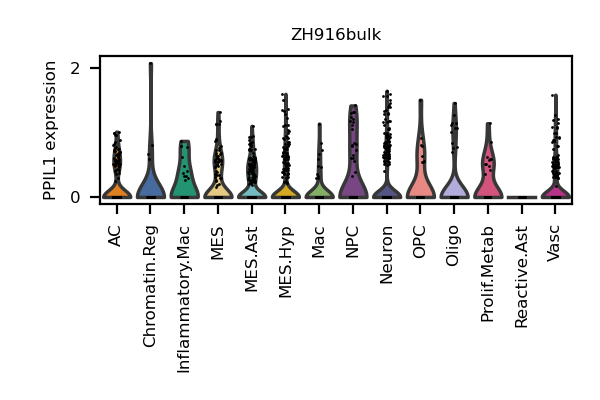 ZH916bulk
PPIL1 expression
2
0
AC
Chromatin.Reg
Inflammatory.Mac
MES
MES.Ast
MES.Hyp
Mac
NPC
Neuron
OPC
Oligo
Prolif.Metab
Reactive.Ast
Vasc